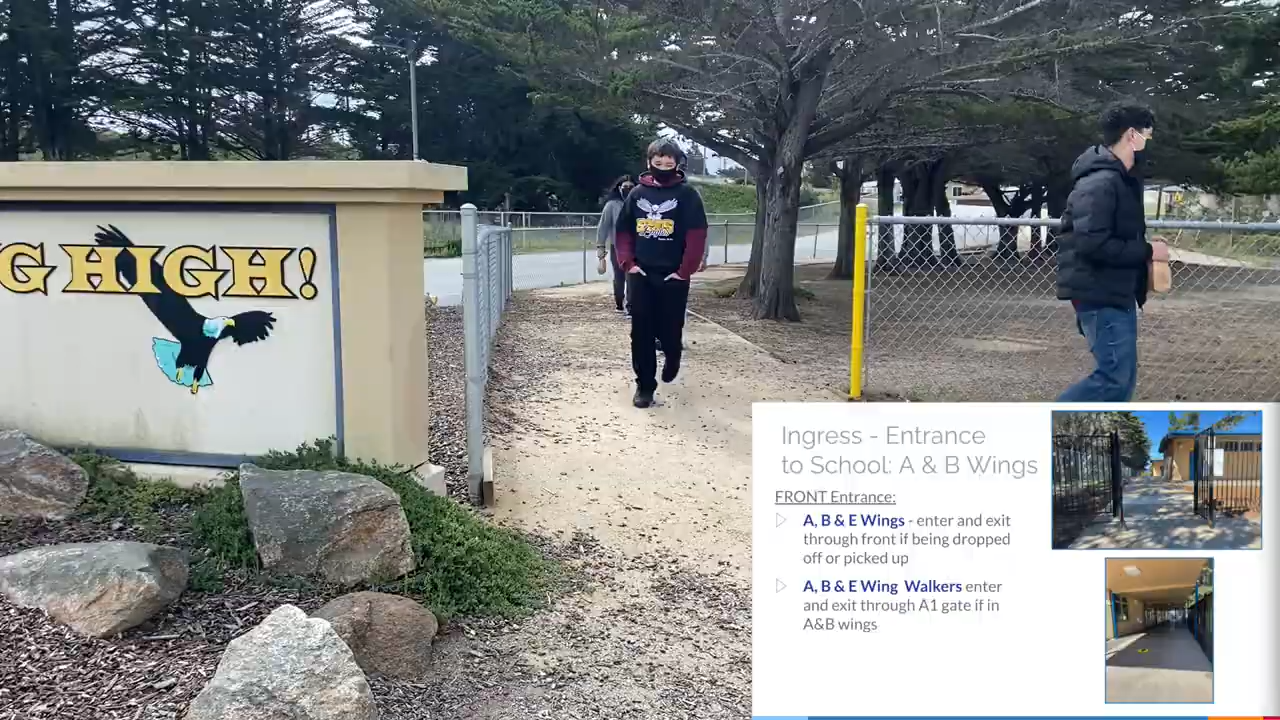 G HIGH!
Ingress - Entrance
to School: A & B Wings
FRONT Entrance:
A, B & E Wings - enter and exit
through front if being dropped
off or picked up
A, B & E Wing Walkers enter
and exit through A1 gate if in
A&B wings